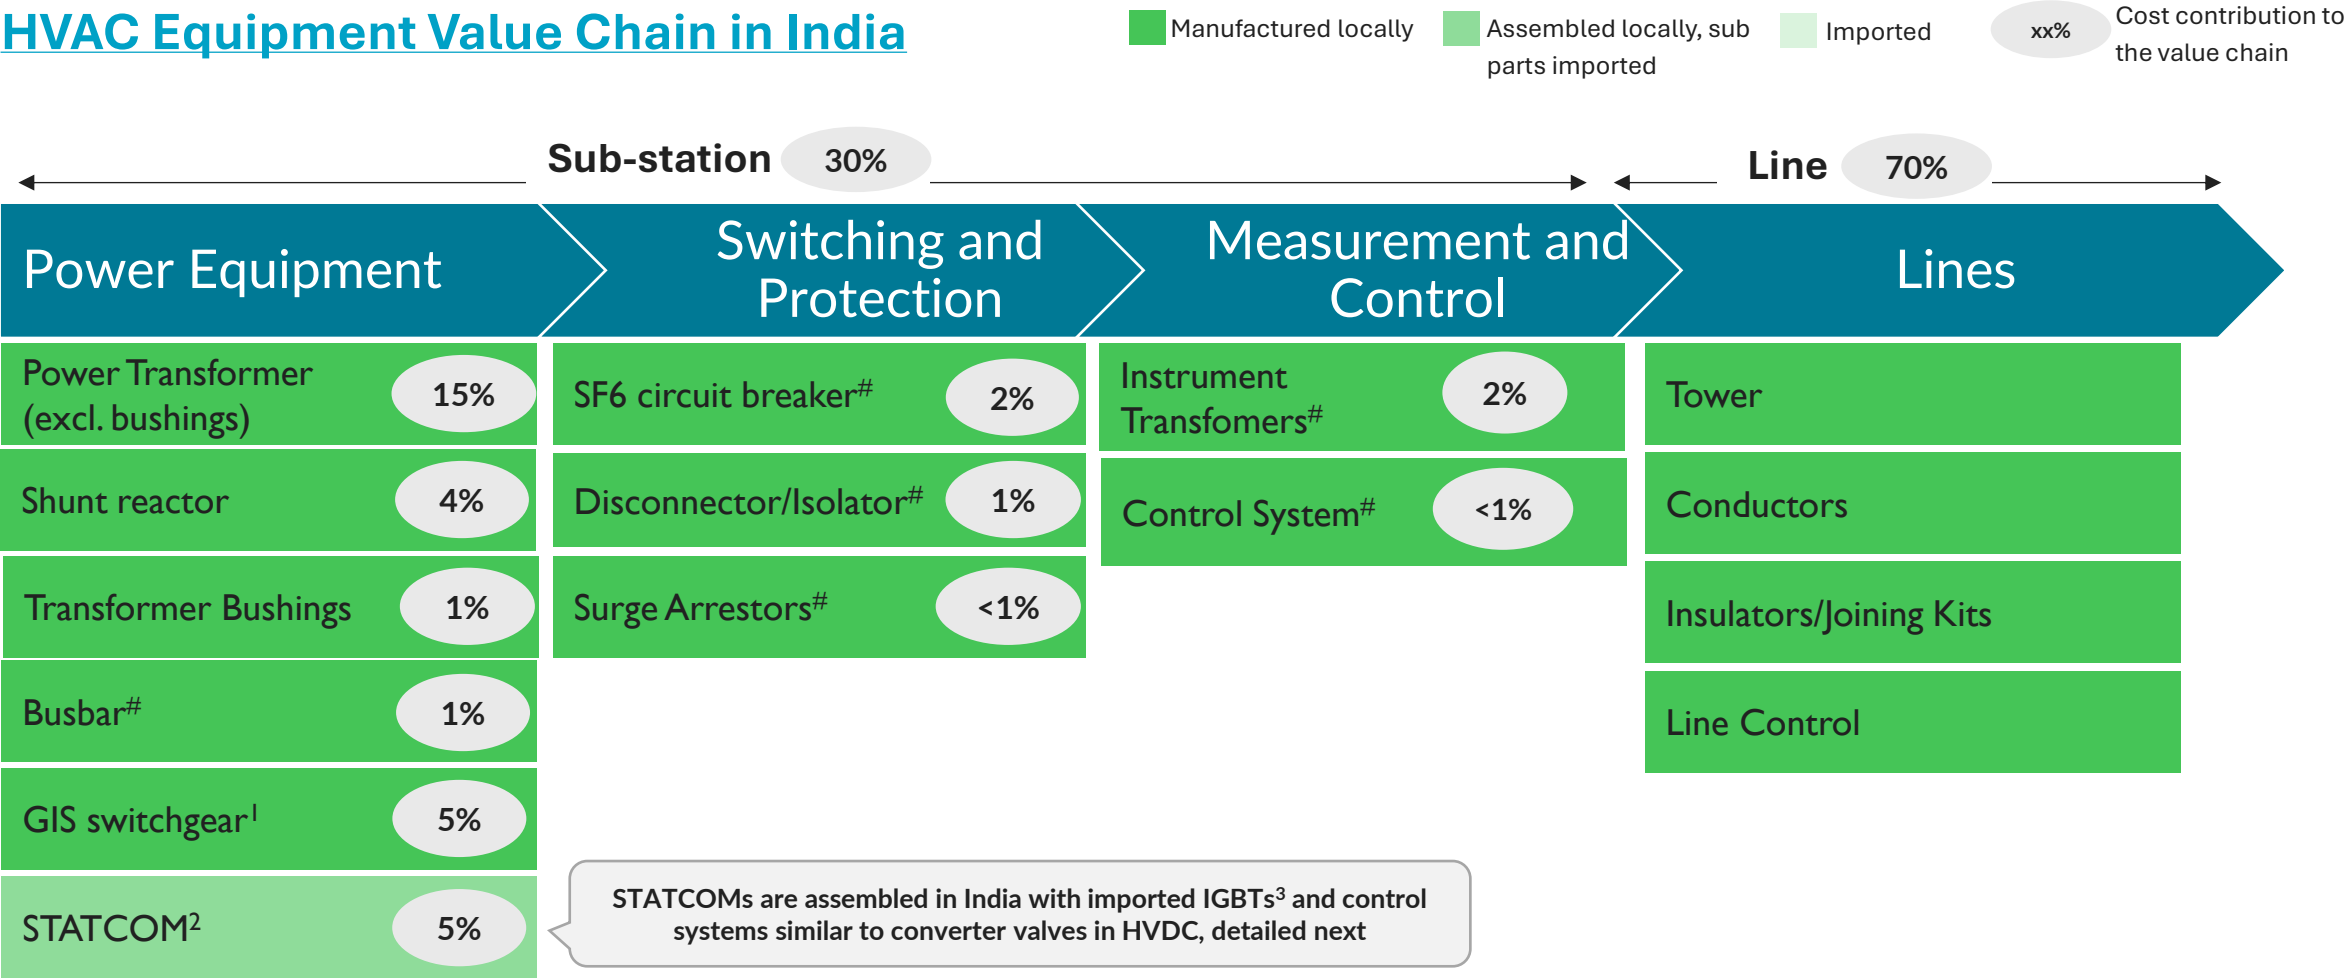 HVAC Equipment Value Chain in India
Manufactured locally
Assembled locally, sub
parts imported
Imported
xx%
Cost contribution to
the value chain
Sub-station 30%
Line 70%
Power Equipment
Switching and
Protection
Measurement and
Control
Lines
Power Transformer
(excl. bushings)
15%
Shunt reactor 4%
Transformer Bushings 1%
Busbar# 1%
GIS switchgear1 5%
STATCOM2 5%
SF6 circuit breaker# 2%
Disconnector/Isolator# 1%
Surge Arrestors# <1%
Instrument
Transfomers#
2%
Control System# <1%
Tower
Conductors
Insulators/Joining Kits
Line Control
STATCOMs are assembled in India with imported IGBTs3 and control
systems similar to converter valves in HVDC, detailed next